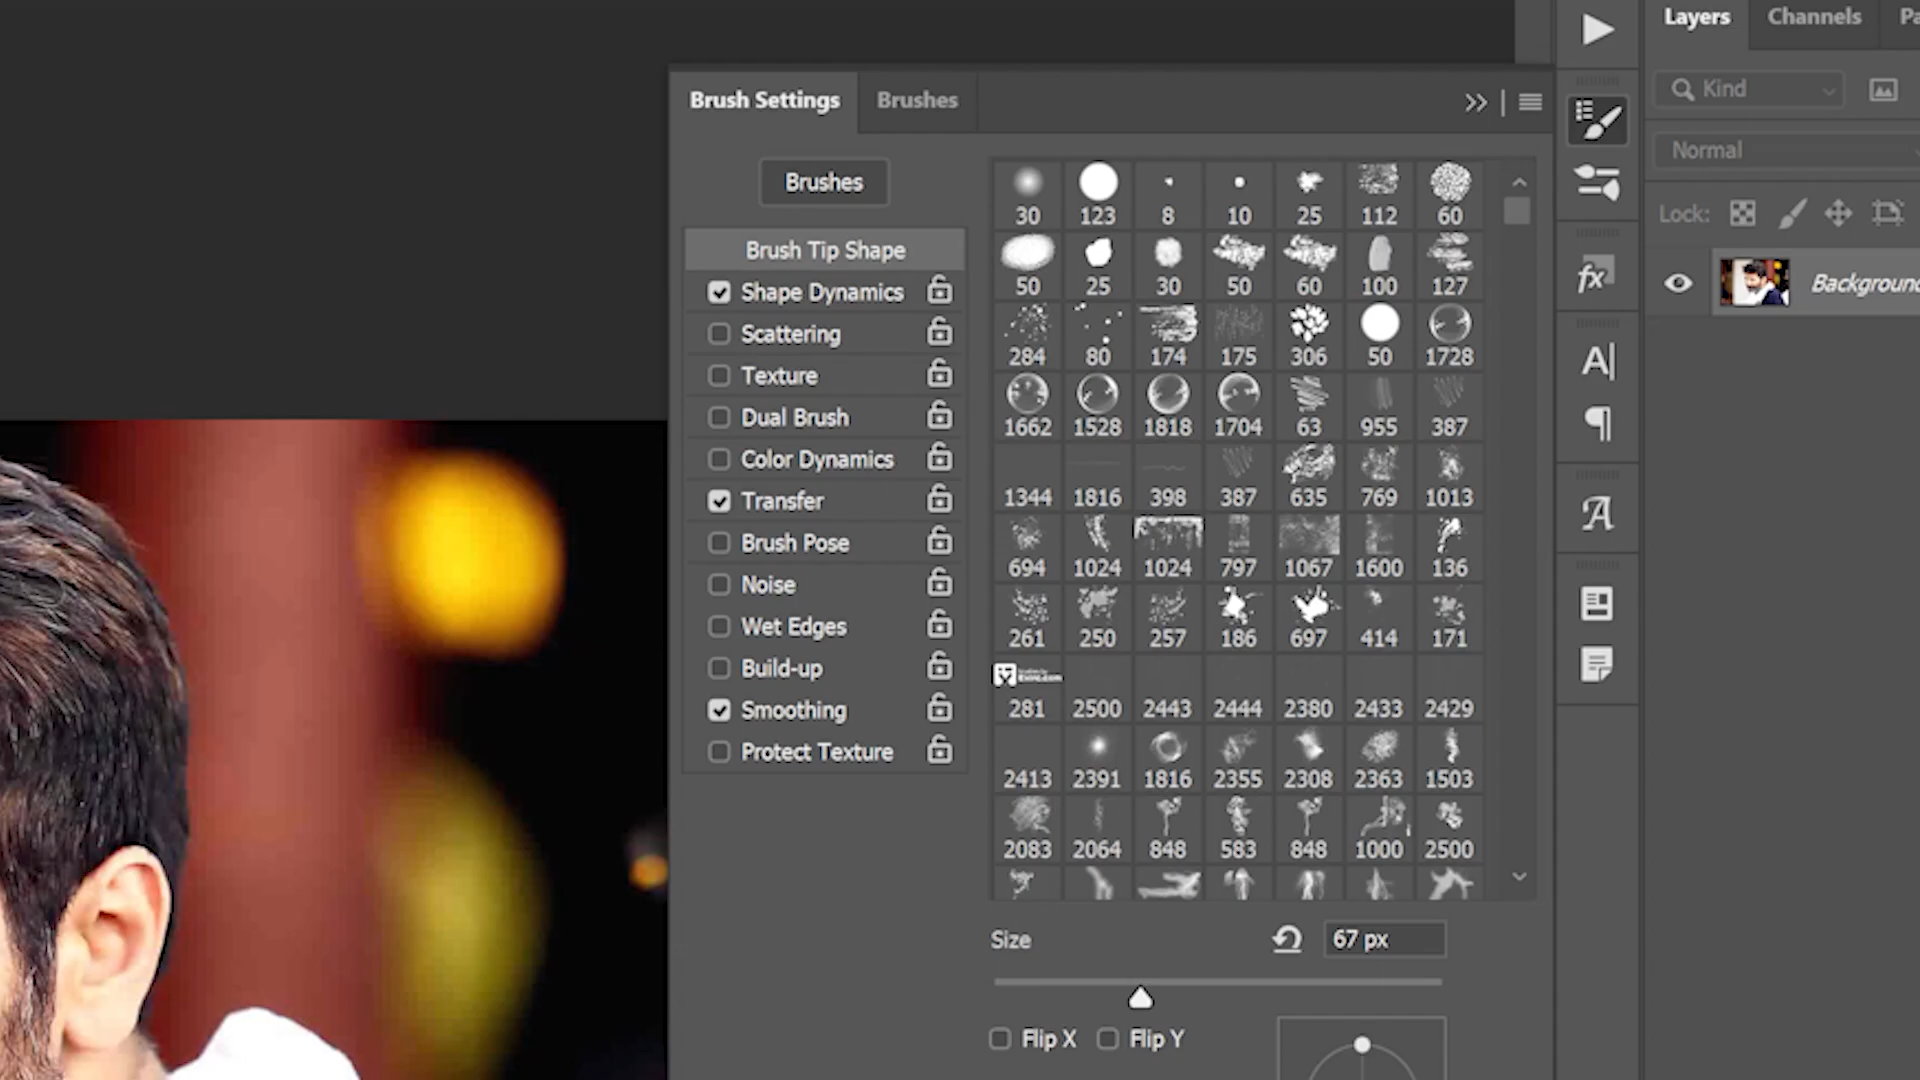 Layers Channels
Brush Settings Brushes
Kind
Normal
Brushes
Lock:
Background
Brush Tip Shape
Shape Dynamics
Scattering
Texture
Dual Brush
Color Dynamics
Transfer
Brush Pose
Noise
Wet Edges
Build-up
Smoothing
Protect Texture
30 123 8 10 25 112 60
50 25 30 50 60 100 127
284 80 174 175 306 50 1728
1662 1528 1818 1704 63 955 387
1344 1816 398 387 635 769 1013
694 1024 1024 797 1067 1600 136
261 250 257 186 697 414 171
281 2500 2443 2444 2380 2433 2429
2413 2391 1816 2355 2308 2363 1503
2083 2064 848 583 848 1000 2500
Size 67 px
Flip X Flip Y